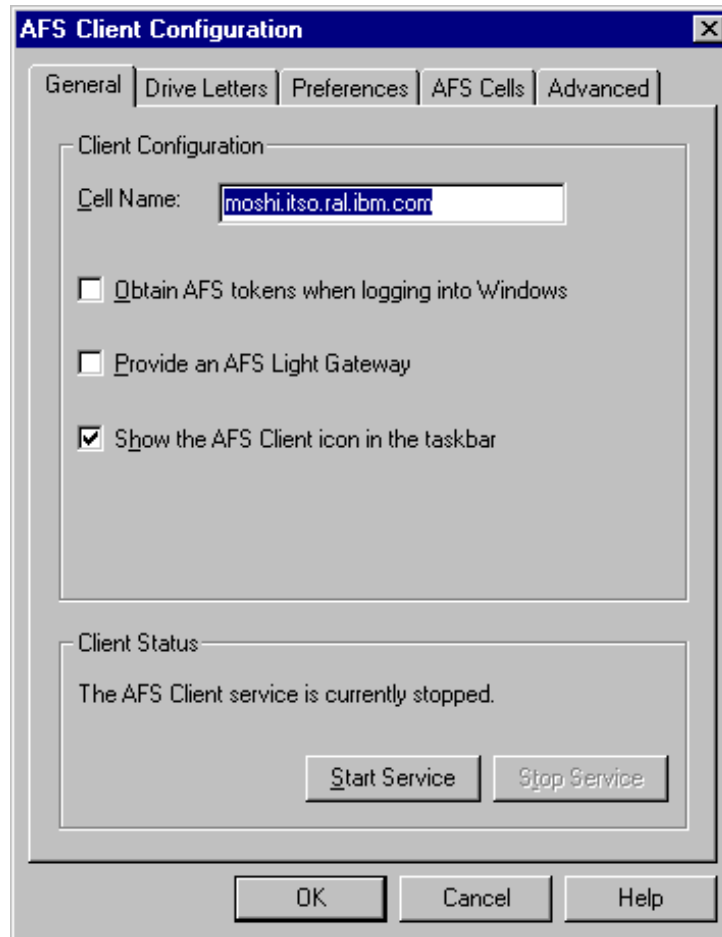 AFS Client Configuration
General Drive Letters Preferences AFS Cells Advanced
Client Configuration
Cell Name: moshi.itso.ral.ibm.com
Obtain AFS tokens when logging into Windows
Provide an AFS Light Gateway
Show the AFS Client icon in the taskbar
Client Status
The AFS Client service is currently stopped.
Start Service Stop Service
OK Cancel Help